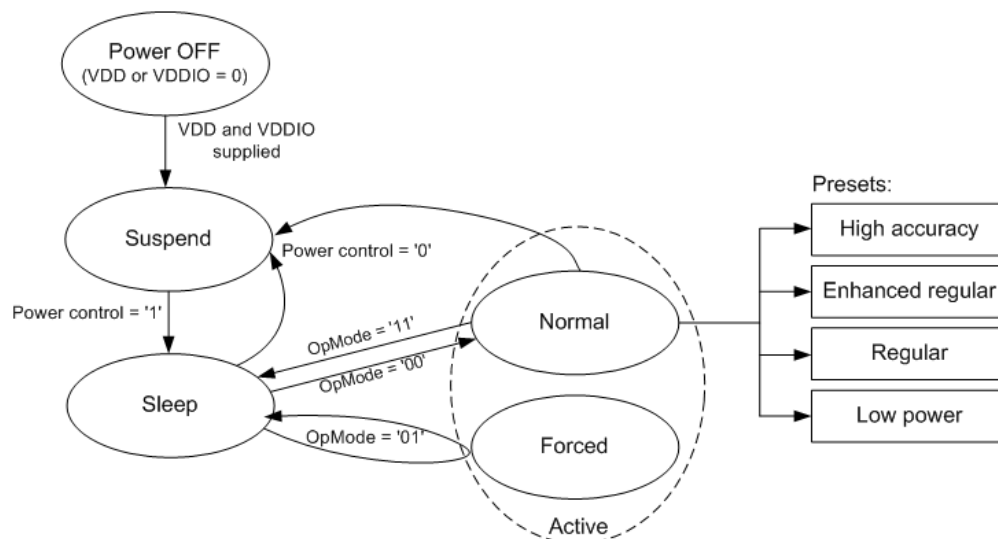 Power OFF
(VDD or VDDIO = 0)
VDD and VDDIO
supplied
Presets:
High accuracy
Suspend
Power control = '0'
Enhanced regular
Power control = '1'
OpMode = '11'
Normal
Regular
OpMode = '00'
Sleep
Low power
OpMode = '01'
Forced
Active